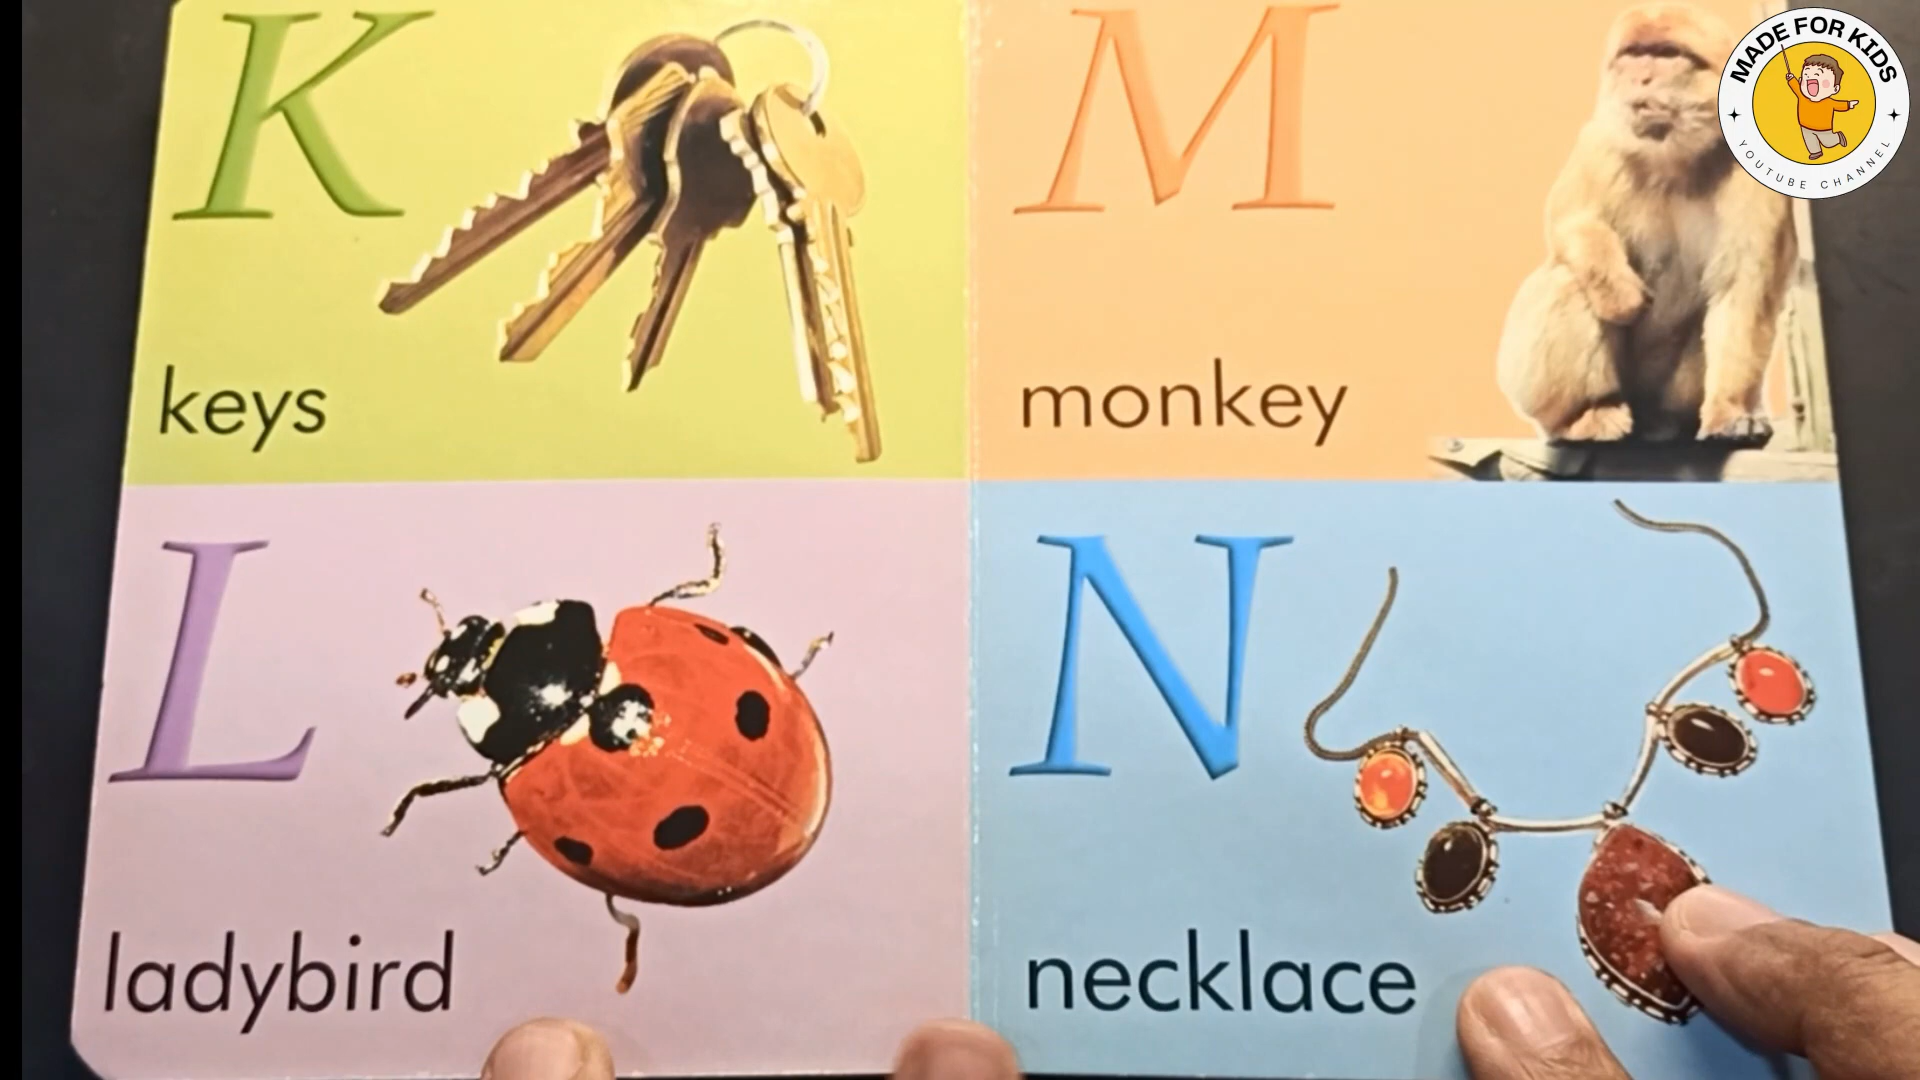 K
keys
L
ladybird
M
monkey
N
necklace
MADE FOR KIDS
YOUTUBE CHANNEL